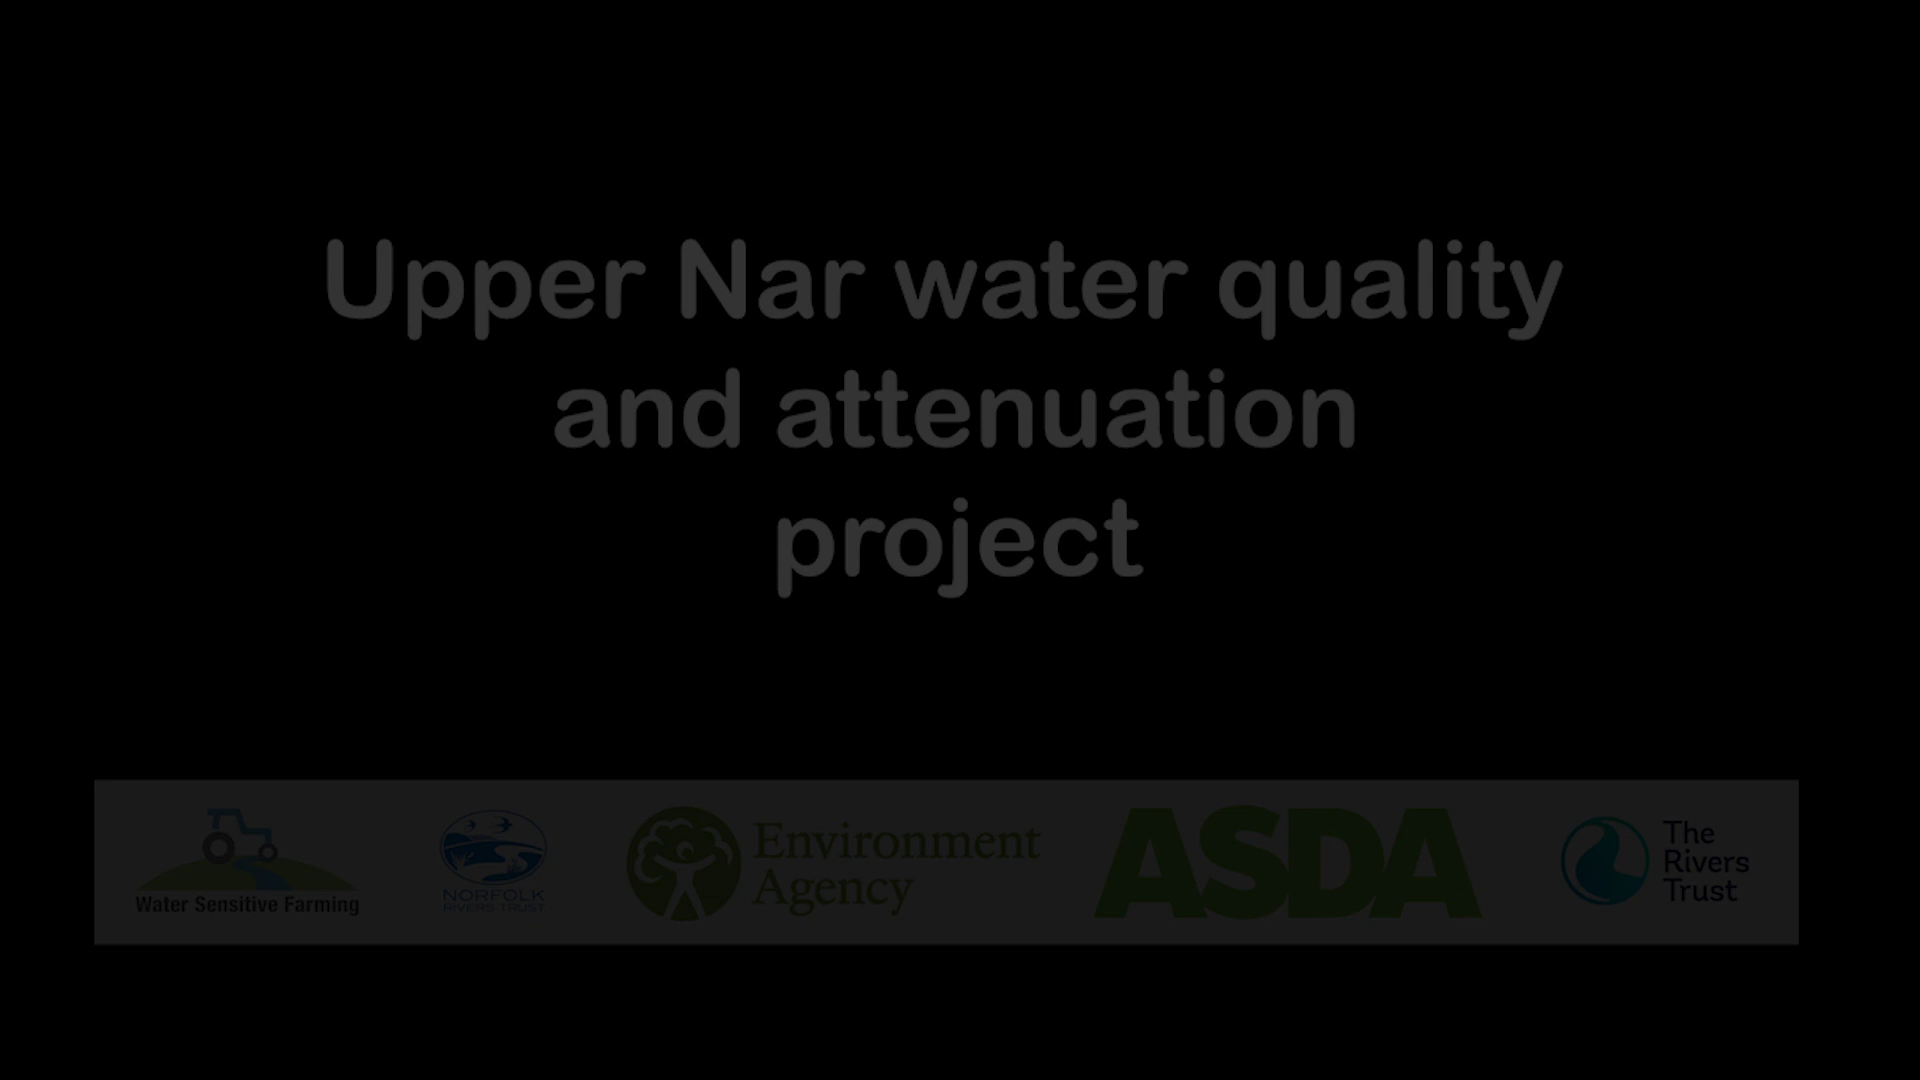 Upper Nar water quality
and attenuation
project
Water Sensitive Farming
NORFOLK
RIVERS TRUST
Environment
Agency
ASDA
The
Rivers
Trust